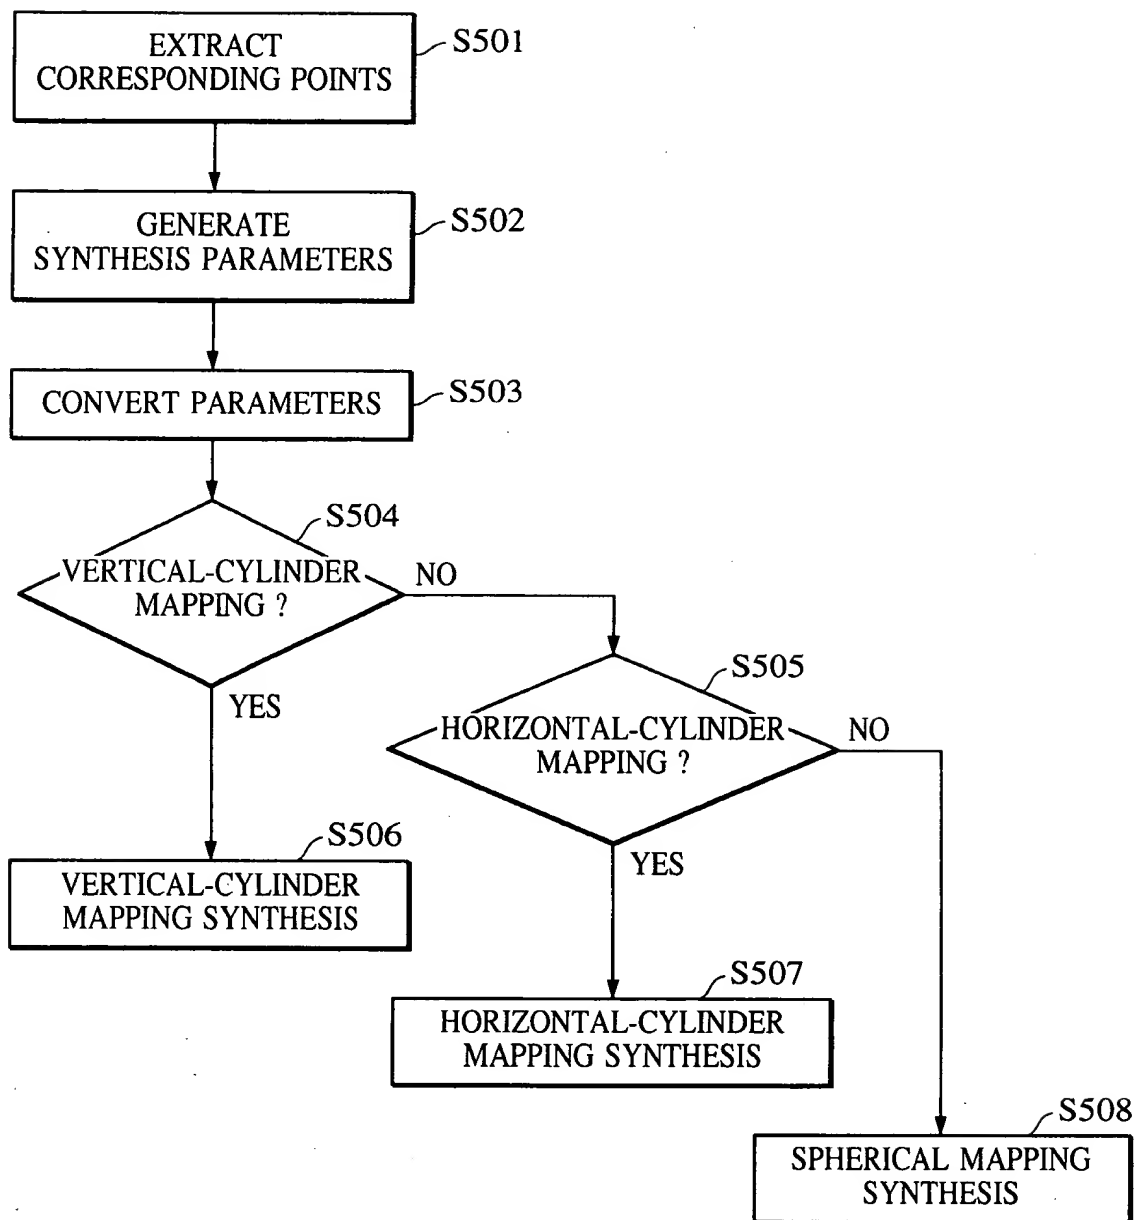 EXTRACT
CORRESPONDING POINTS
S501
GENERATE
SYNTHESIS PARAMETERS
S502
CONVERT PARAMETERS
S503
S504
VERTICAL-CYLINDER
MAPPING ?
NO
YES
S505
HORIZONTAL-CYLINDER
MAPPING ?
NO
YES
S506
VERTICAL-CYLINDER
MAPPING SYNTHESIS
S507
HORIZONTAL-CYLINDER
MAPPING SYNTHESIS
S508
SPHERICAL MAPPING
SYNTHESIS